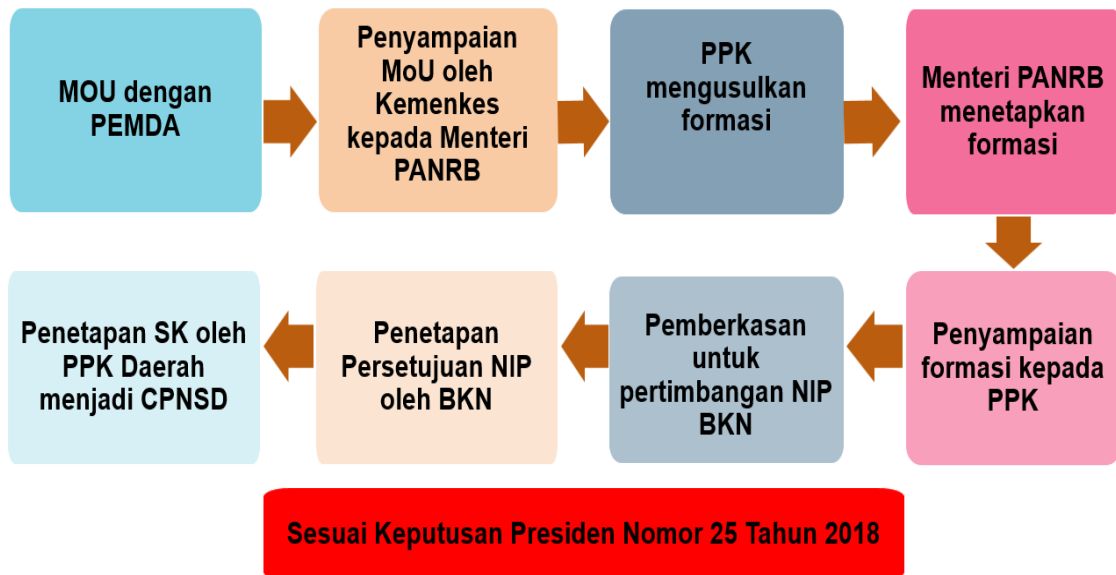 MOU dengan
PEMDA
Penyampaian
MoU oleh
Kemenkes
kepada Menteri
PANRB
PPK
mengusulkan
formasi
Menteri PANRB
menetapkan
formasi
Penyampaian
formasi kepada
PPK
Pemberkasan
untuk
pertimbangan NIP
BKN
Penetapan
Persetujuan NIP
oleh BKN
Penetapan SK oleh
PPK Daerah
menjadi CPNSD
Sesuai Keputusan Presiden Nomor 25 Tahun 2018